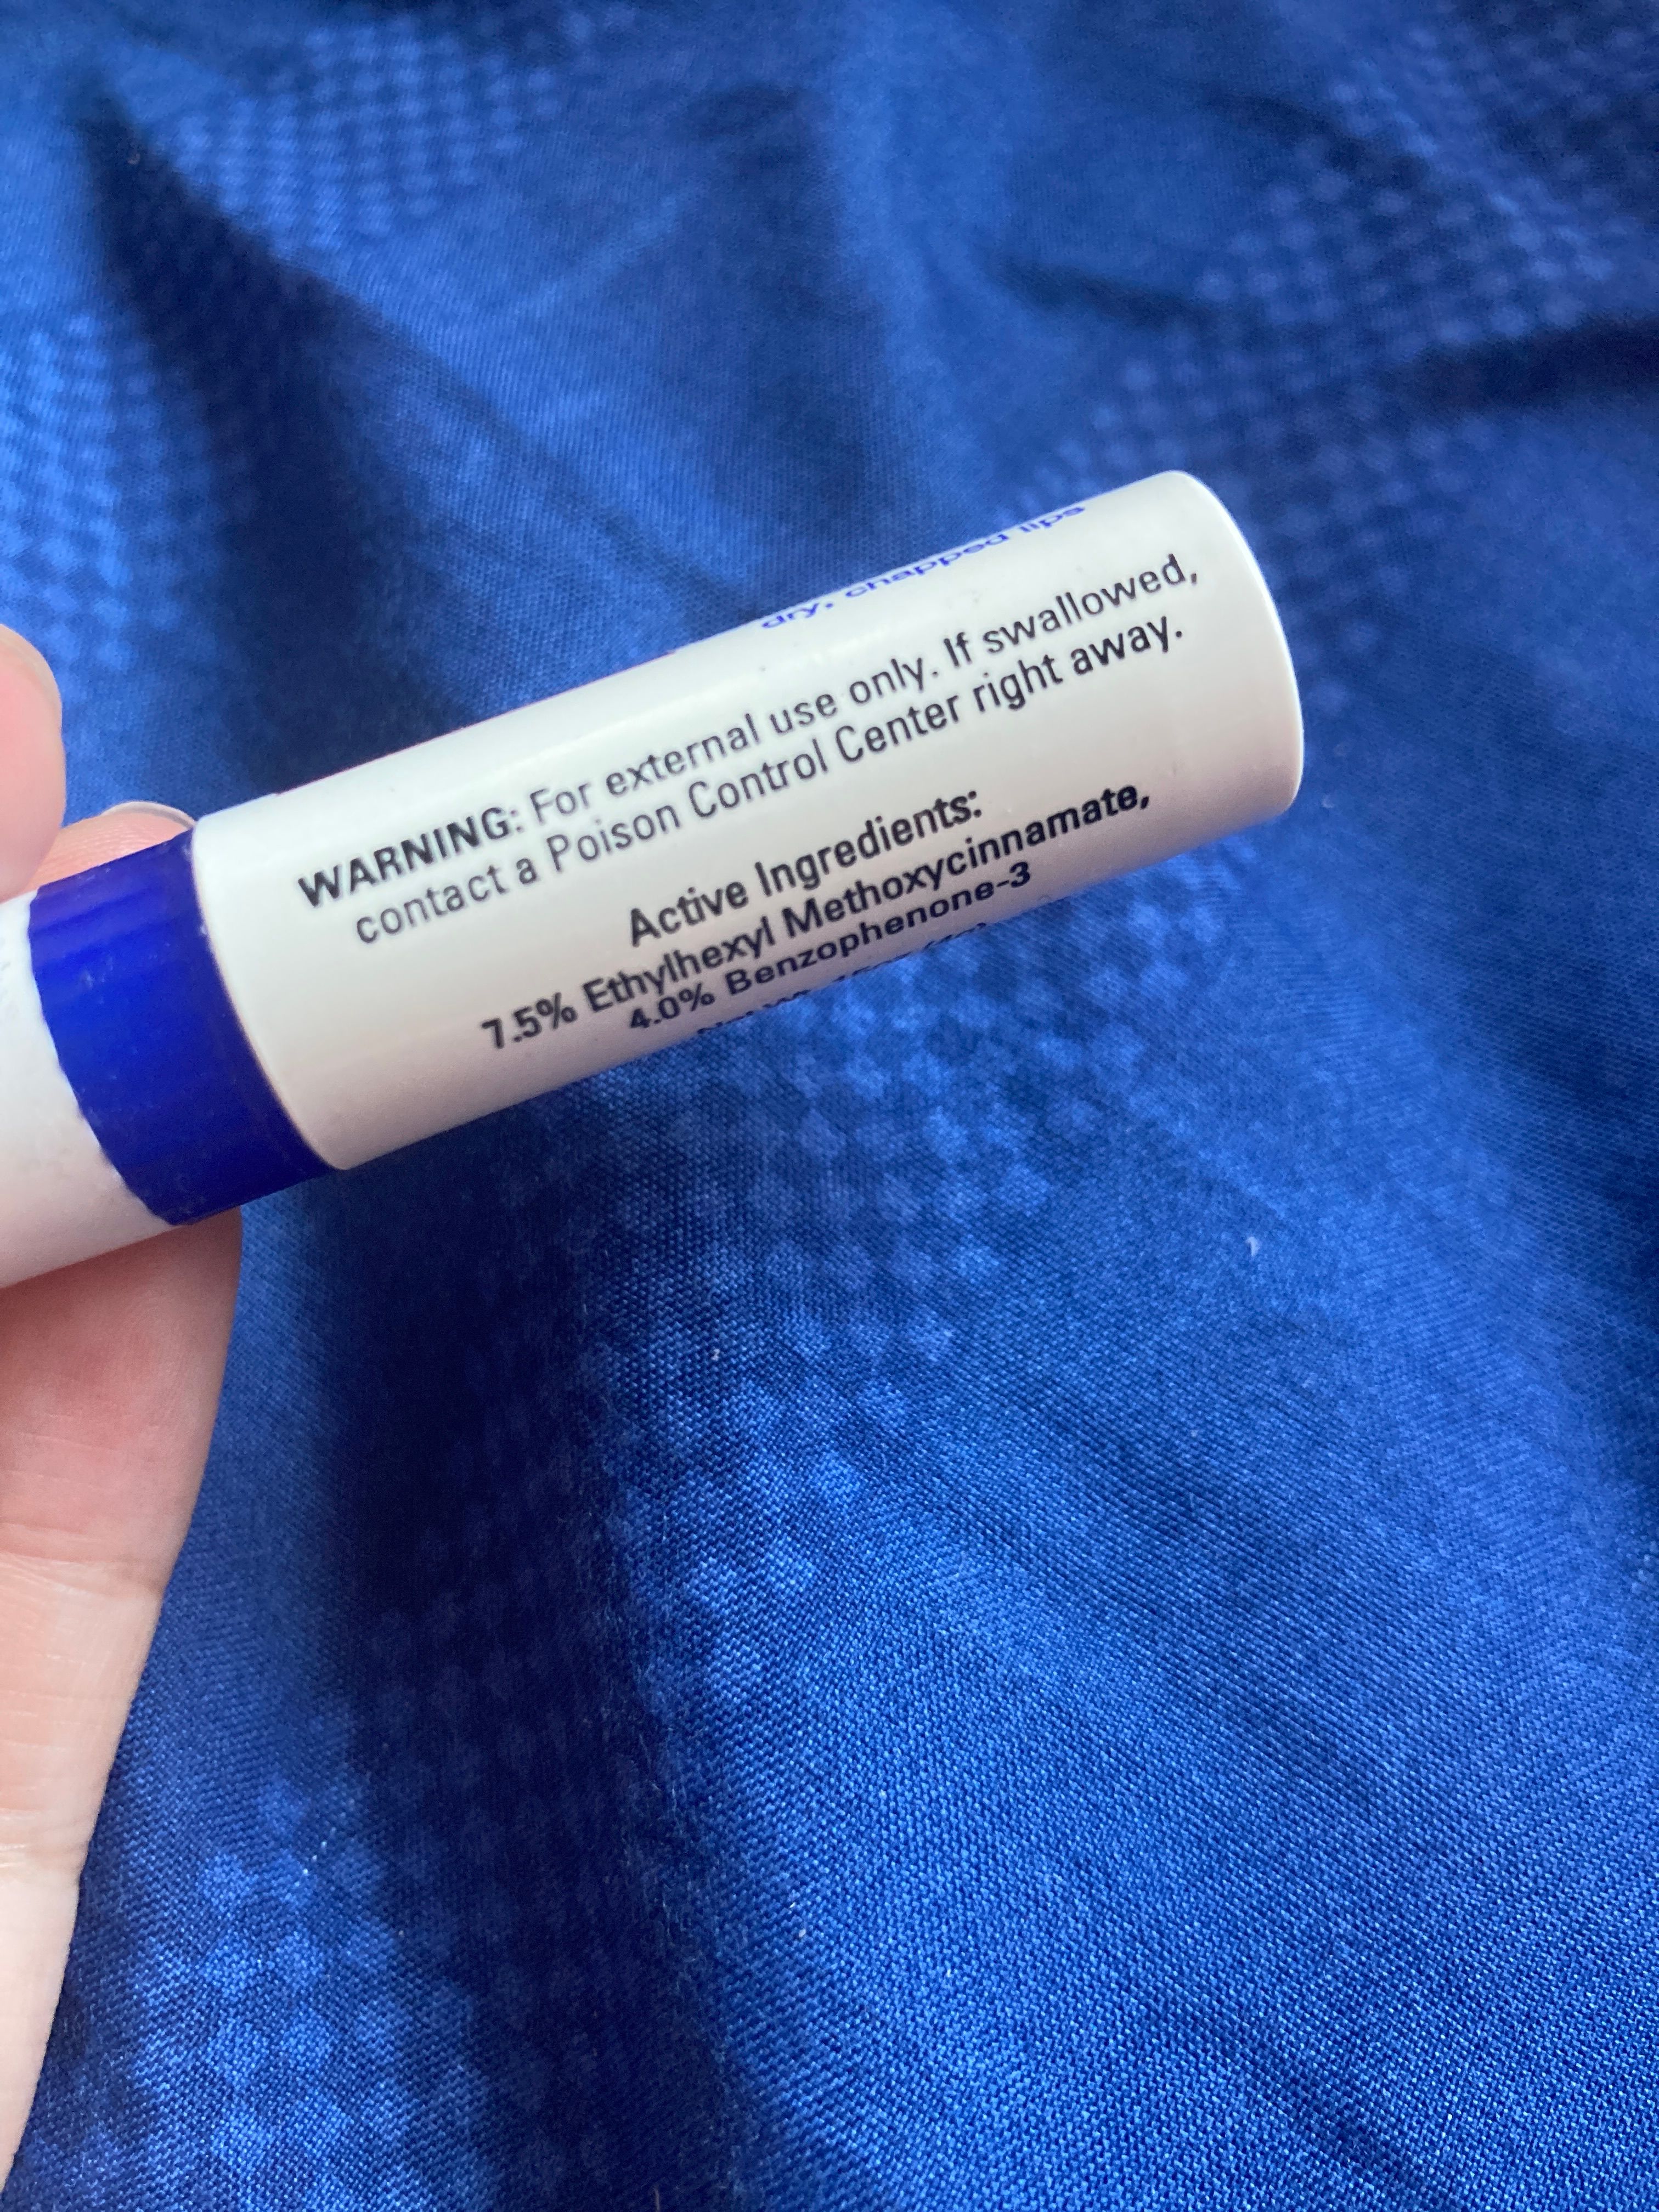 dry, chapped lips
WARNING: For external use only. If swallowed,
contact a Poison Control Center right away.
Active Ingredients:
7.5% Ethylhexyl Methoxycinnamate,
4.0% Benzophenone-3